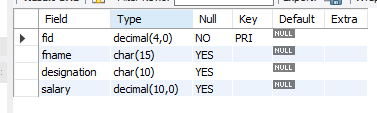 Field Type Null Key Default Extra
fid decimal(4,0) NO PRI NULL
fname char(15) YES NULL
designation char(10) YES NULL
salary decimal(10,0) YES NULL